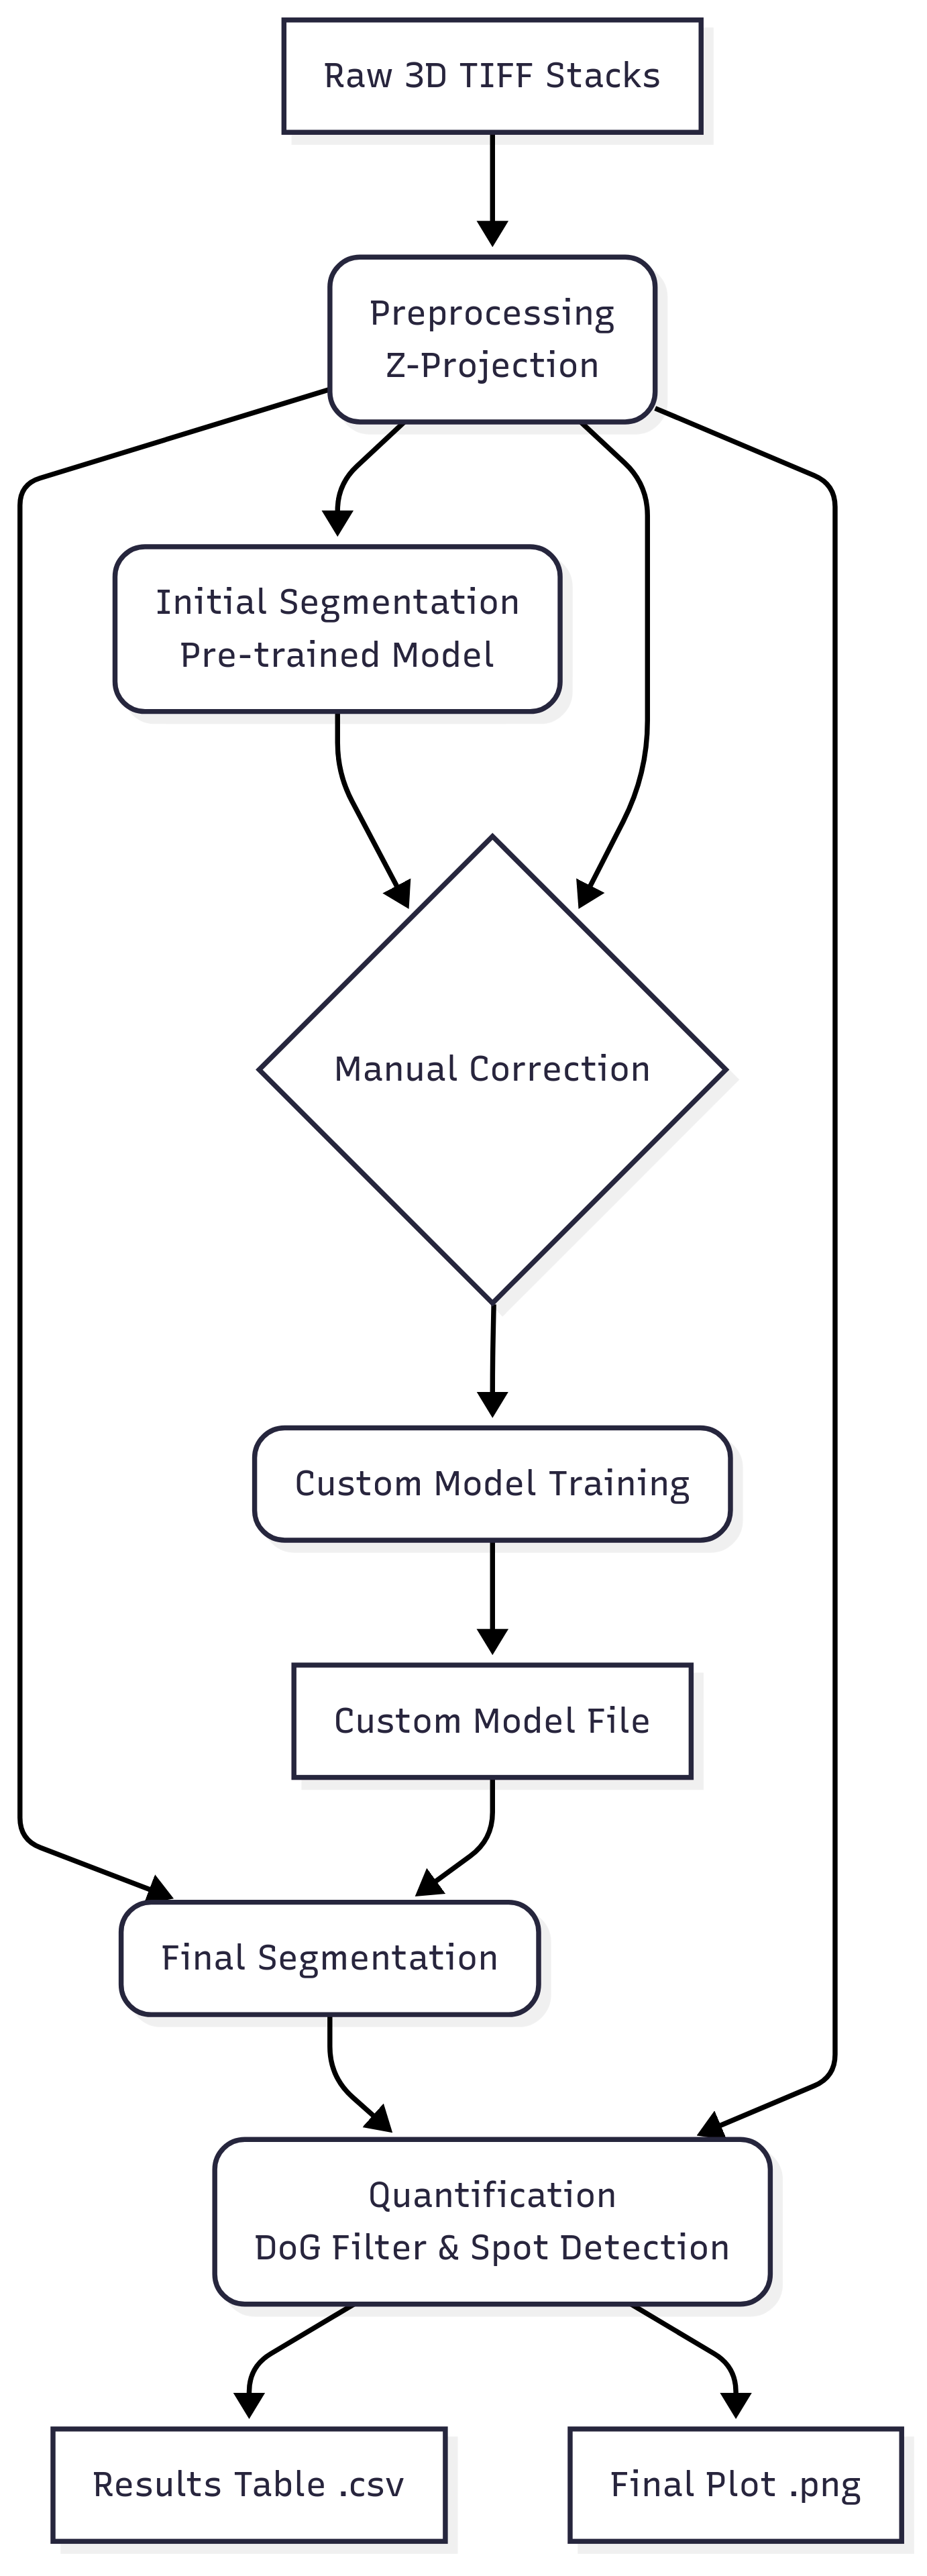 Raw 3D TIFF Stacks
Preprocessing
Z-Projection
Initial Segmentation
Pre-trained Model
Manual Correction
Custom Model Training
Custom Model File
Final Segmentation
Quantification
DoG Filter & Spot Detection
Results Table .csv
Final Plot .png